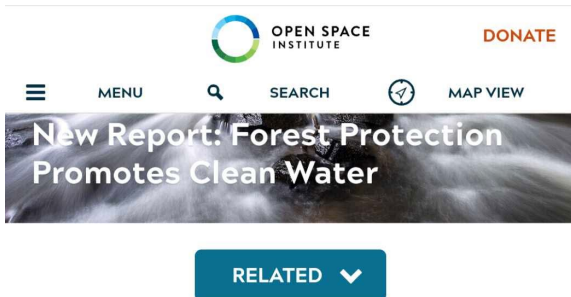 OPEN SPACE
INSTITUTE
DONATE
MENU
SEARCH
MAP VIEW
New Report: Forest Protection
Promotes Clean Water
RELATED